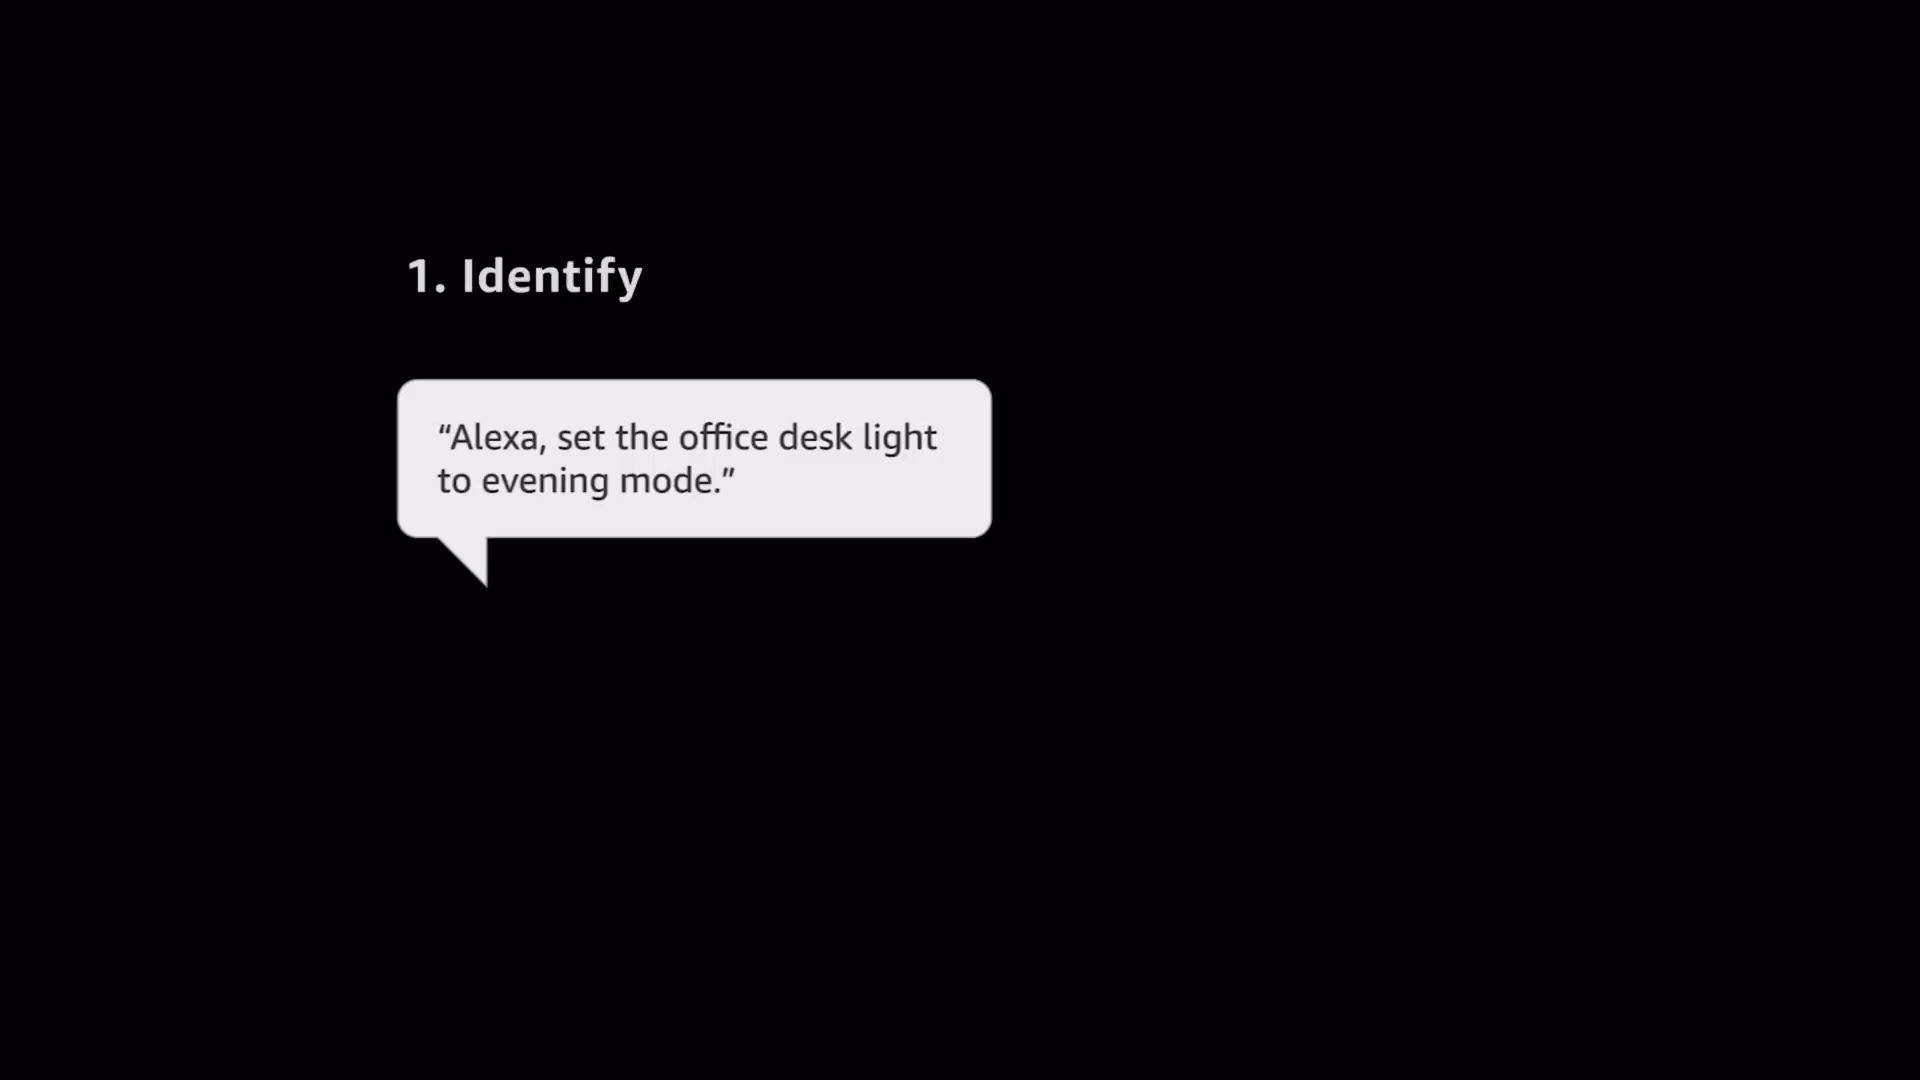 1. Identify
“Alexa, set the office desk light
to evening mode.”